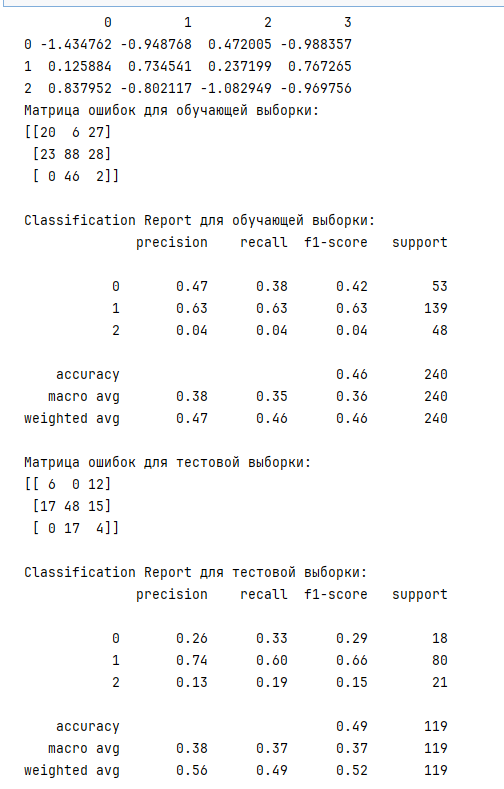 0 1 2 3
0 -1.434762 -0.948768 0.472005 -0.988357
1 0.125884 0.734541 0.237199 0.767265
2 0.837952 -0.802117 -1.082949 -0.969756
Матрица ошибок для обучающей выборки:
[[20 6 27]
[23 88 28]
[ 0 46 2]]
Classification Report для обучающей выборки:
precision recall f1-score support
0 0.47 0.38 0.42 53
1 0.63 0.63 0.63 139
2 0.04 0.04 0.04 48
accuracy 0.46 240
macro avg 0.38 0.35 0.36 240
weighted avg 0.47 0.46 0.46 240
Матрица ошибок для тестовой выборки:
[[ 6 0 12]
[17 48 15]
[ 0 17 4]]
Classification Report для тестовой выборки:
precision recall f1-score support
0 0.26 0.33 0.29 18
1 0.74 0.60 0.66 80
2 0.13 0.19 0.15 21
accuracy 0.49 119
macro avg 0.38 0.37 0.37 119
weighted avg 0.56 0.49 0.52 119